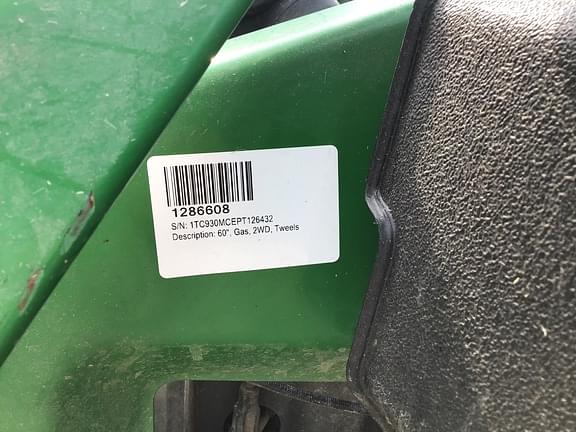 1286608
S/N: 1TC930MCEPT126432
Description: 60", Gas, 2WD, Tweels